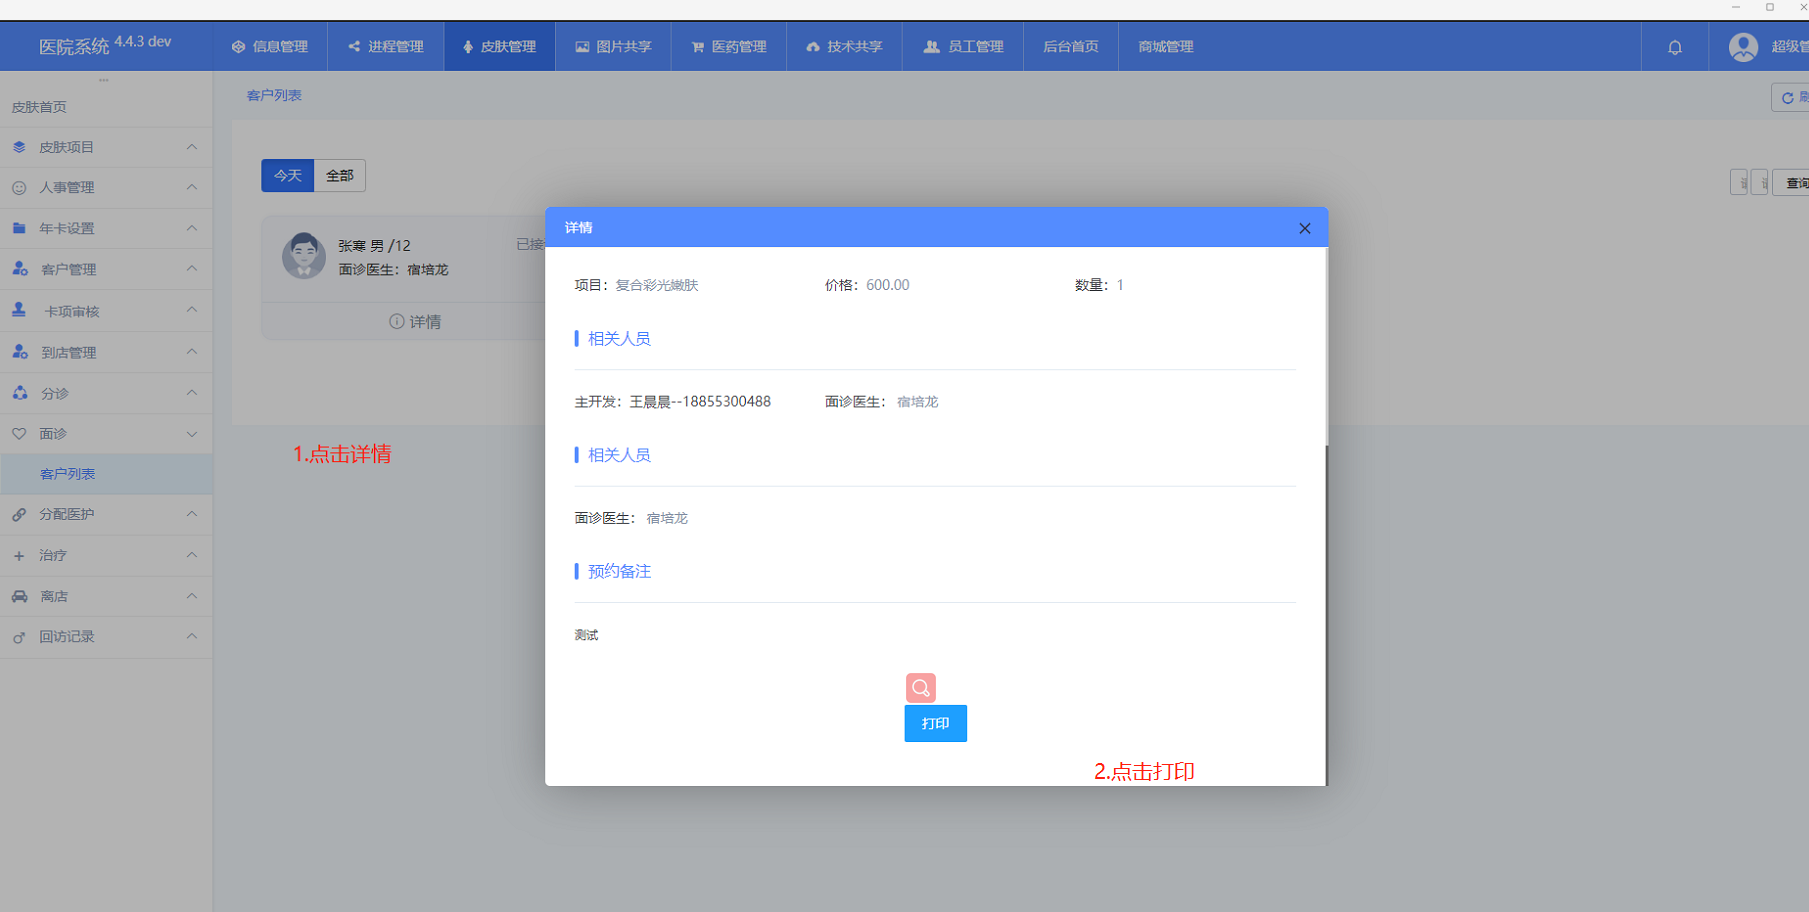 医院系统 4.4.3 dev
信息管理
进程管理
皮肤管理
图片共享
医药管理
技术共享
员工管理
后台首页
商城管理
超级管
皮肤首页
皮肤项目
人事管理
年卡设置
客户管理
卡项审核
到店管理
分诊
面诊
客户列表
分配医护
治疗
离店
回访记录
客户列表
今天
全部
查询
张寒 男 /12
面诊医生：宿培龙
详情
1.点击详情
详情
项目：复合彩光嫩肤
价格：600.00
数量：1
相关人员
主开发：王晨晨--18855300488
面诊医生： 宿培龙
相关人员
面诊医生： 宿培龙
预约备注
测试
打印
2.点击打印